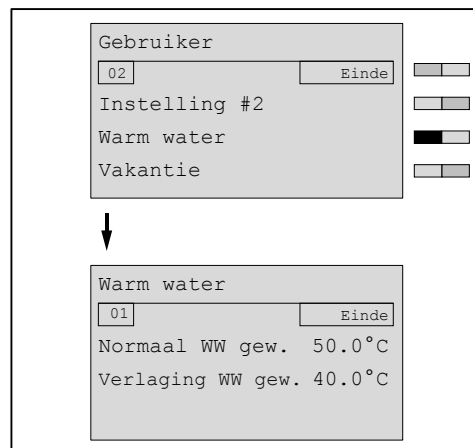 Gebruiker
02 Einde
Instelling #2
Warm water
Vakantie
Warm water
01 Einde
Normaal WW gew. 50.0°C
Verlaging WW gew. 40.0°C